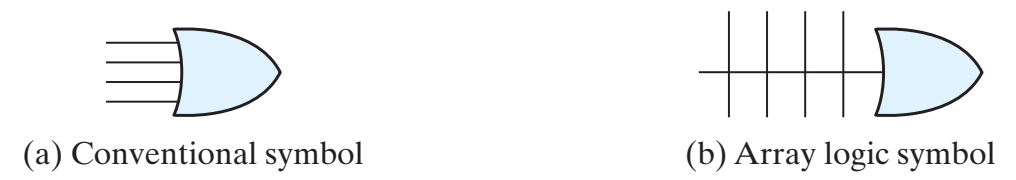 (a) Conventional symbol
(b) Array logic symbol